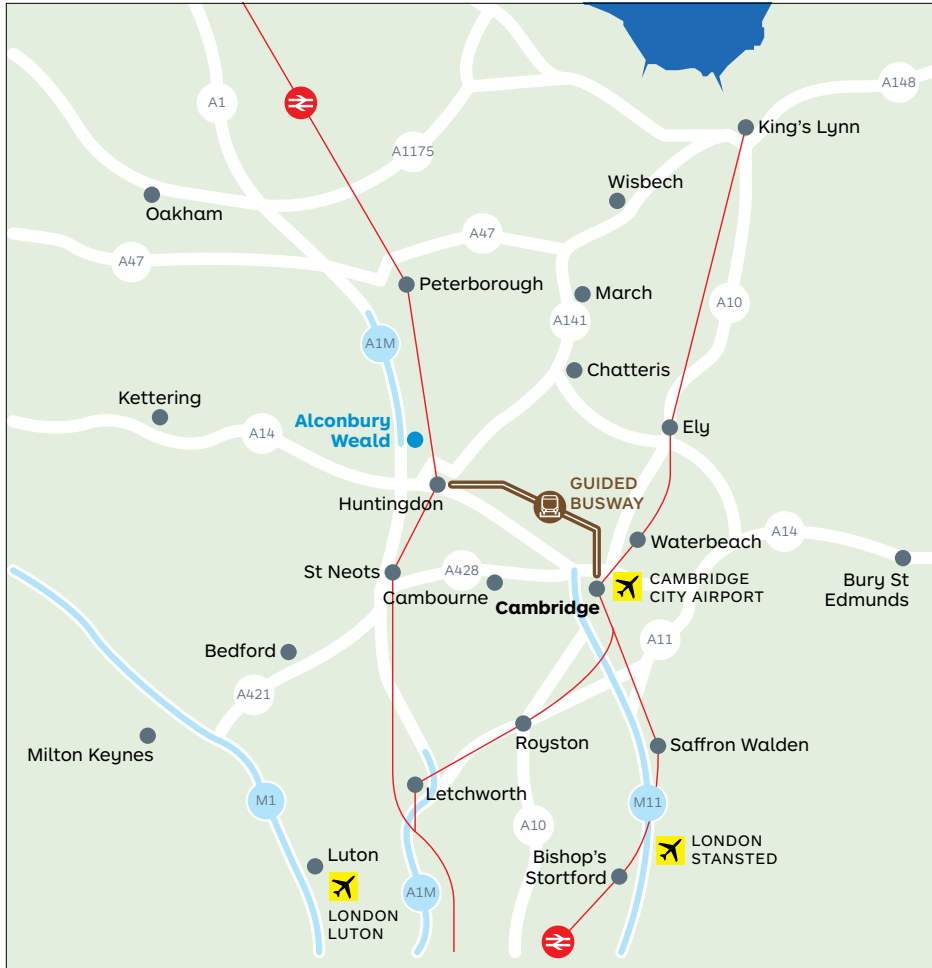 A148
A1
King's Lynn
A1175
Wisbech
Oakham
A47
A47
Peterborough
March
A10
A141
A1M
Chatteris
Kettering
Alconbury
Weald
A14
Ely
GUIDED
BUSWAY
Huntingdon
A14
Waterbeach
St Neots
A428
Cambourne
Cambridge
CAMBRIDGE
CITY AIRPORT
Bury St
Edmunds
A11
Bedford
A421
Royston
Saffron Walden
Milton Keynes
Letchworth
M1
M11
A10
LONDON
STANSTED
Luton
Bishop's
Stortford
A1M
LONDON
LUTON